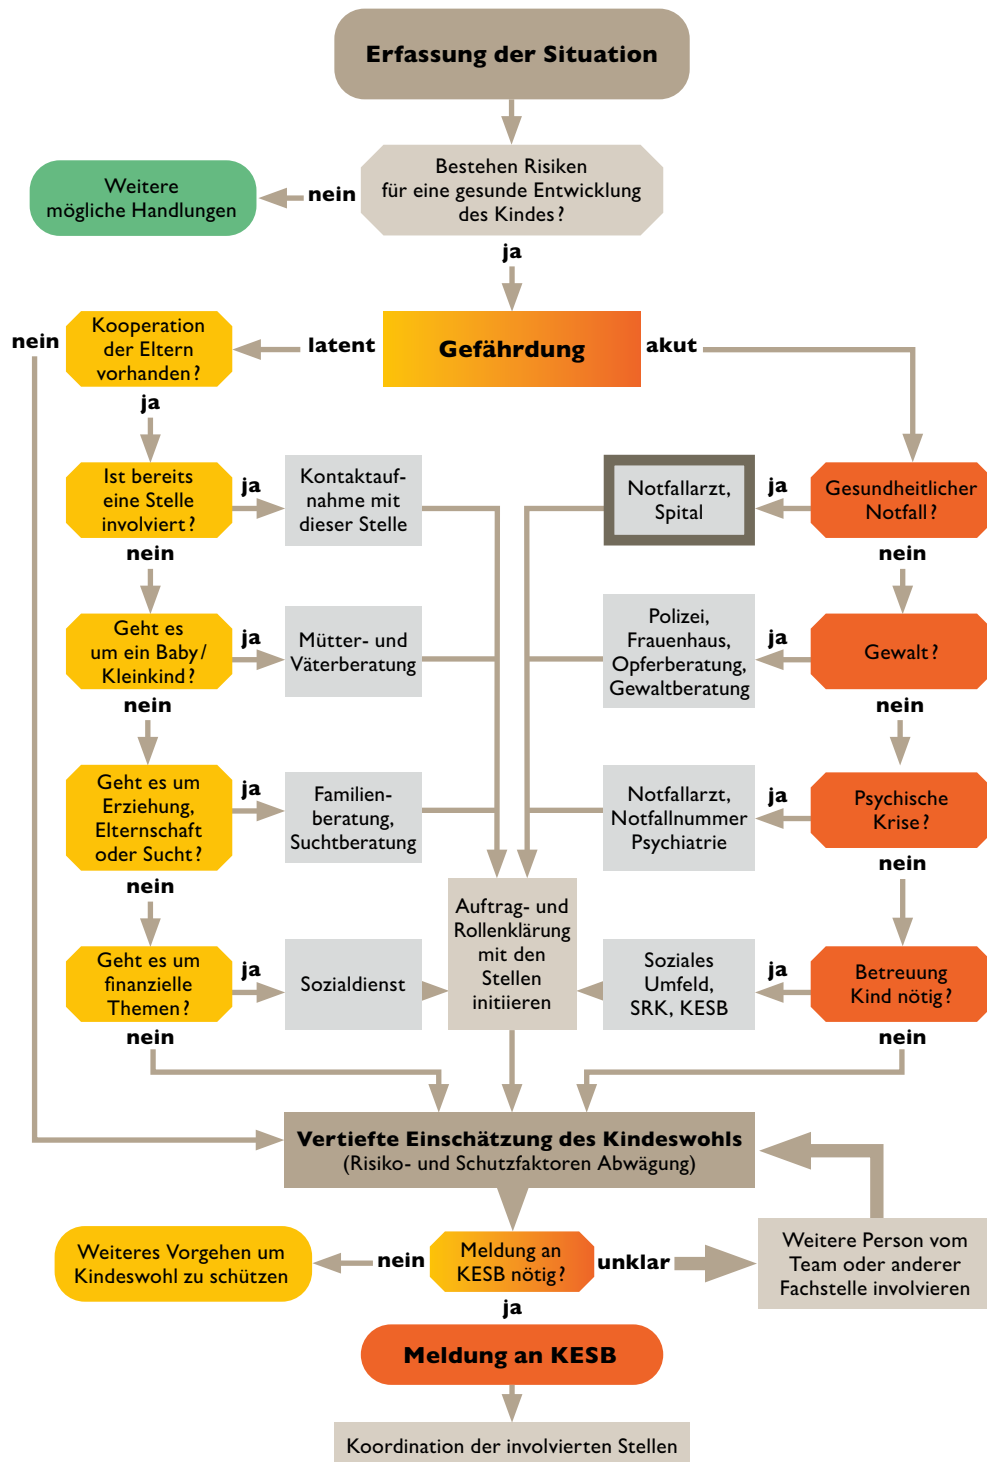 Erfassung der Situation
Bestehen Risiken
für eine gesunde Entwicklung
des Kindes?
nein
Weitere
mögliche Handlungen
ja
nein
Kooperation
der Eltern
vorhanden?
latent
Gefährdung
akut
ja
Ist bereits
eine Stelle
involviert?
ja
Kontaktauf-
nahme mit
dieser Stelle
Notfallarzt,
Spital
ja
Gesundheitlicher
Notfall?
nein
nein
Geht es
um ein Baby/
Kleinkind?
ja
Mütter- und
Väterberatung
Polizei,
Frauenhaus,
Opferberatung,
Gewaltberatung
ja
Gewalt?
nein
nein
Geht es um
Erziehung,
Elternschaft
oder Sucht?
ja
Familien-
beratung,
Suchtberatung
Notfallarzt,
Notfallnummer
Psychiatrie
ja
Psychische
Krise?
nein
nein
Geht es um
finanzielle
Themen?
ja
Sozialdienst
Auftrag- und
Rollenklärung
mit den
Stellen
initiieren
Soziales
Umfeld,
SRK, KESB
ja
Betreuung
Kind nötig?
nein
nein
Vertiefte Einschätzung des Kindeswohls
(Risiko- und Schutzfaktoren Abwägung)
Weiteres Vorgehen um
Kindeswohl zu schützen
nein
Meldung an
KESB nötig?
unklar
Weitere Person vom
Team oder anderer
Fachstelle involvieren
ja
Meldung an KESB
Koordination der involvierten Stellen